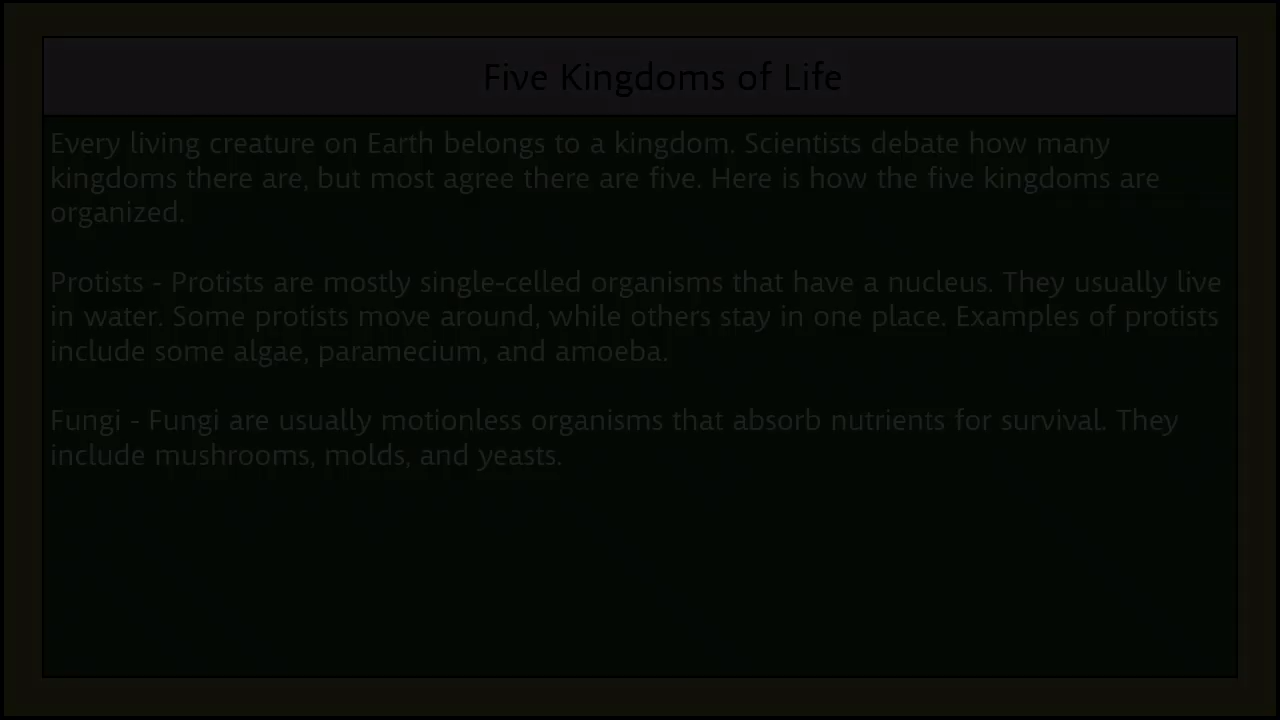 Five Kingdoms of Life
Every living creature on Earth belongs to a kingdom. Scientists debate how many
kingdoms there are, but most agree there are five. Here is how the five kingdoms are
organized.
Protists - Protists are mostly single-celled organisms that have a nucleus. They usually live
in water. Some protists move around, while others stay in one place. Examples of protists
include some algae, paramecium, and amoeba.
Fungi - Fungi are usually motionless organisms that absorb nutrients for survival. They
include mushrooms, molds, and yeasts.